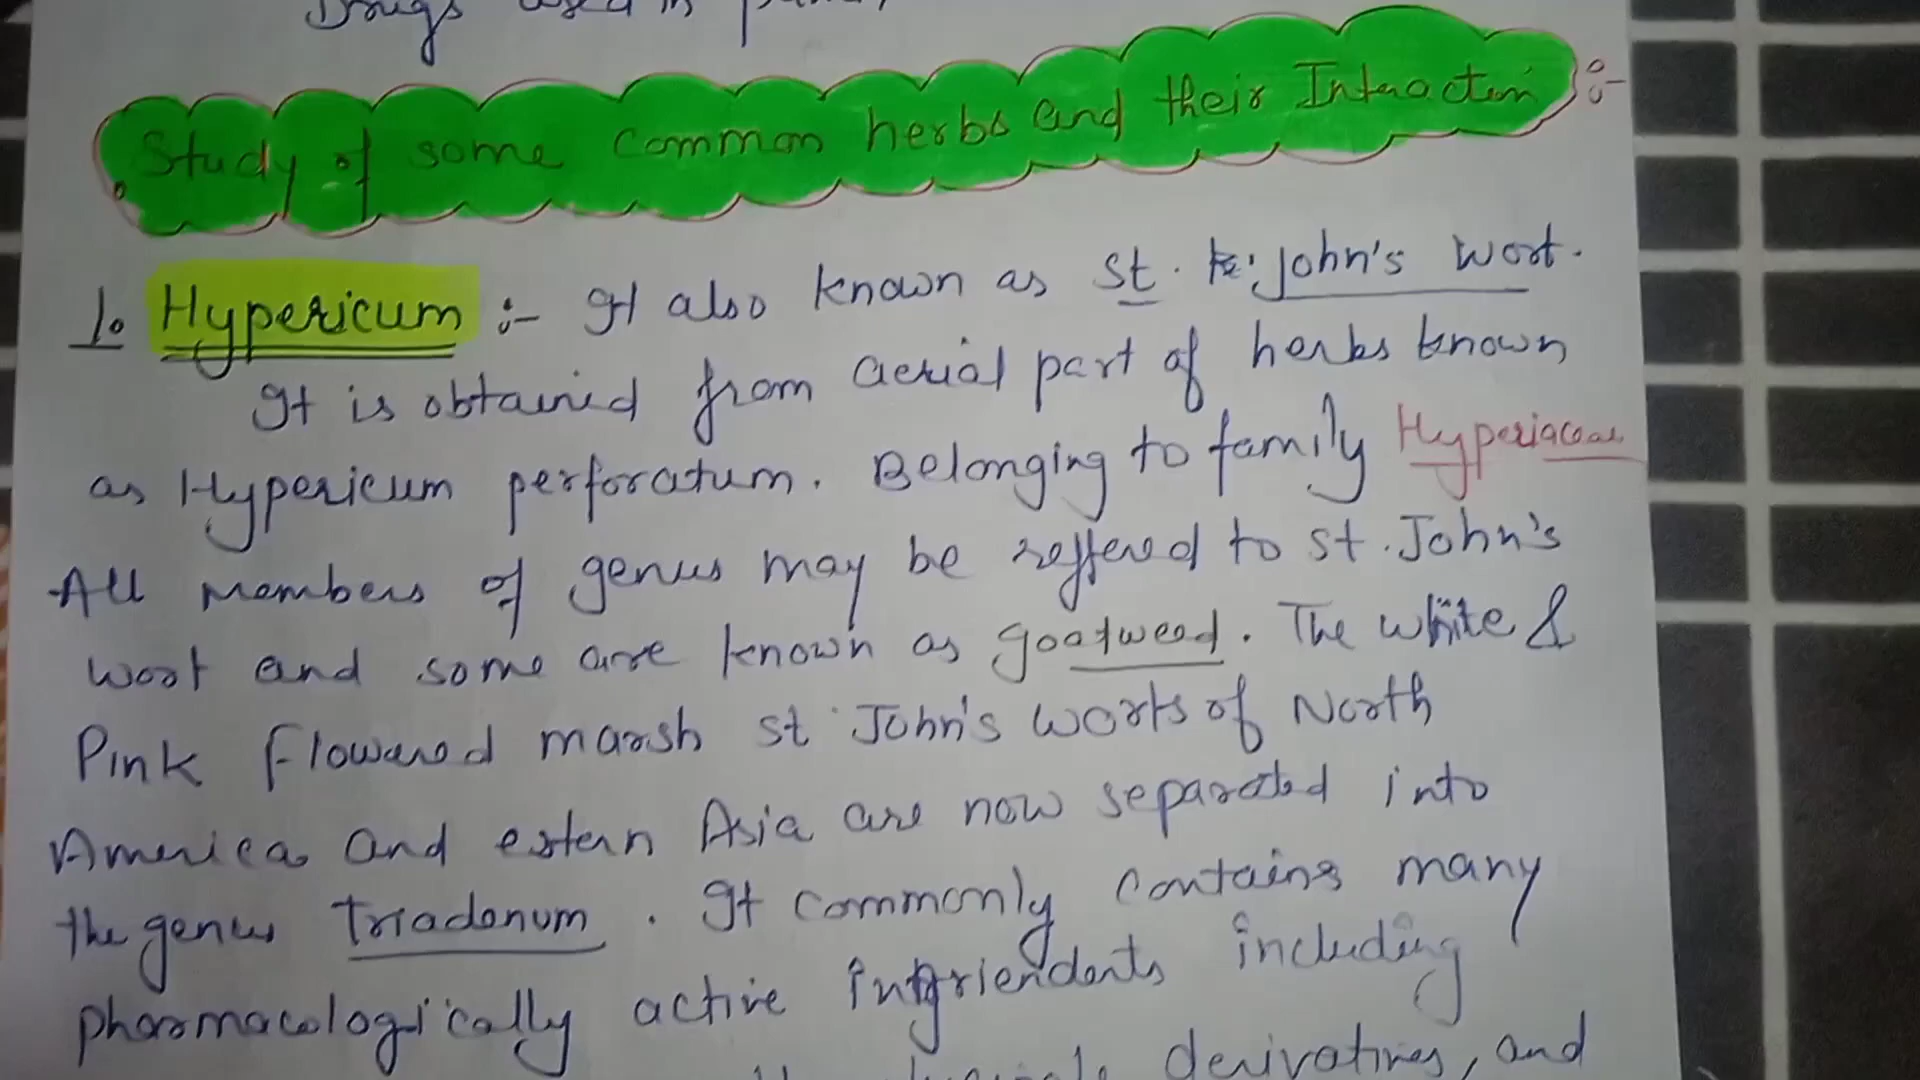 Drugs used in
Study of some common herbs and their Interaction :-
1. Hypericum :- It also known as St. John's wort.
It is obtained from aerial part of herbs known
as Hypericum perforatum. Belonging to family Hyperiaceae
All members of genus may be reffered to St. John's
wort and some are known as goatweed. The white &
Pink flowered marsh St. John's worts of North
America and estern Asia are now separated into
the genus Triadenum. It commonly contains many
pharmacologically active ingriendents including
derivatives, and